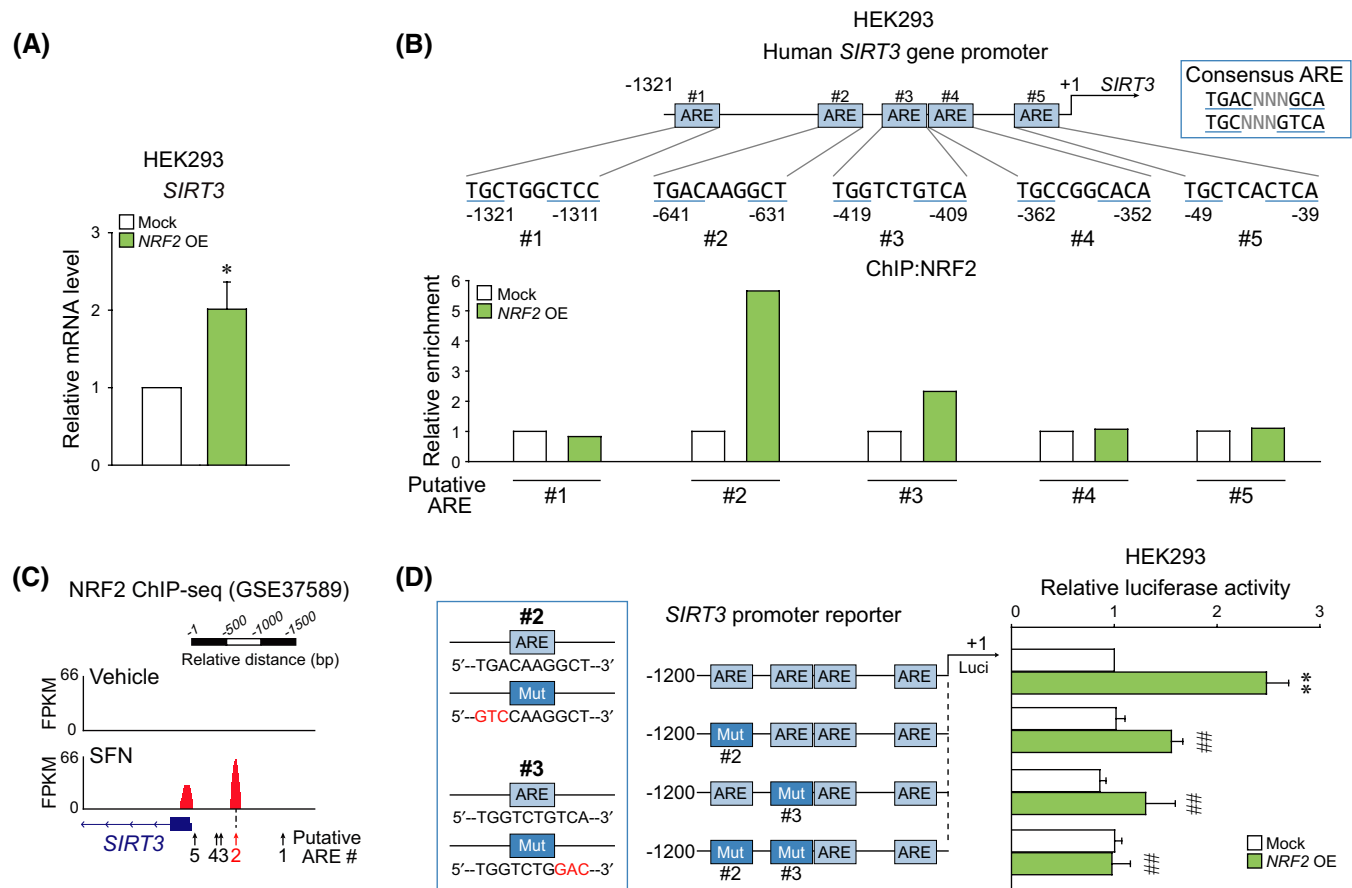 (A)
HEK293
SIRT3
Mock
NRF2 OE
Relative mRNA level
3
2
1
0
*
(B)
HEK293
Human SIRT3 gene promoter
-1321
#1
#2
#3
#4
#5
ARE
ARE
ARE
ARE
ARE
+1
SIRT3
Consensus ARE
TGACNNNGCA
TGCNNNGTCA
TGCTGGCTCC
TGACAAGGCT
TGGTCTGTCA
TGCCGGCACA
TGCTCACTCA
-1321 -1311
-641 -631
-419 -409
-362 -352
-49 -39
#1
#2
#3
#4
#5
ChIP:NRF2
Mock
NRF2 OE
Relative enrichment
6
5
4
3
2
1
0
Putative
ARE
#1
#2
#3
#4
#5
(C)
NRF2 ChIP-seq (GSE37589)
-1
-500
-1000
-1500
Relative distance (bp)
Vehicle
FPKM
66
0
SFN
FPKM
66
0
SIRT3
5
4
3
2
1
Putative
ARE #
(D)
#2
ARE
5′--TGACAAGGCT--3′
Mut
5′--GTCCAAGGCT--3′
#3
ARE
5′--TGGTCTGTCA--3′
Mut
5′--TGGTCTGGAC--3′
SIRT3 promoter reporter
+1
Luci
-1200 ARE ARE ARE ARE
-1200 Mut ARE ARE ARE
#2
-1200 ARE Mut ARE ARE
#3
-1200 Mut Mut ARE ARE
#2 #3
HEK293
Relative luciferase activity
0 1 2 3
**
##
##
##
Mock
NRF2 OE